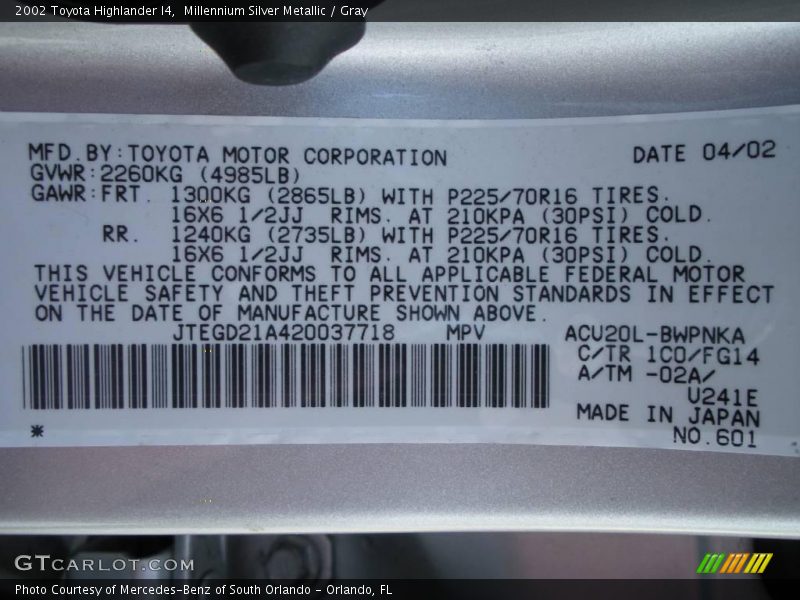 2002 Toyota Highlander I4,  Millennium Silver Metallic / Gray
MFD.BY:TOYOTA MOTOR CORPORATION DATE 04/02
GVWR:2260KG (4985LB)
GAWR:FRT. 1300KG (2865LB) WITH P225/70R16 TIRES.
16X6 1/2JJ RIMS. AT 210KPA (30PSI) COLD.
RR. 1240KG (2735LB) WITH P225/70R16 TIRES.
16X6 1/2JJ RIMS. AT 210KPA (30PSI) COLD.
THIS VEHICLE CONFORMS TO ALL APPLICABLE FEDERAL MOTOR
VEHICLE SAFETY AND THEFT PREVENTION STANDARDS IN EFFECT
ON THE DATE OF MANUFACTURE SHOWN ABOVE.
JTEGD21A420037718 MPV ACU20L-BWPNKA
C/TR 1C0/FG14
A/TM -02A/
U241E
MADE IN JAPAN
* NO.601
GTCARLOT.COM
Photo Courtesy of Mercedes-Benz of South Orlando - Orlando, FL